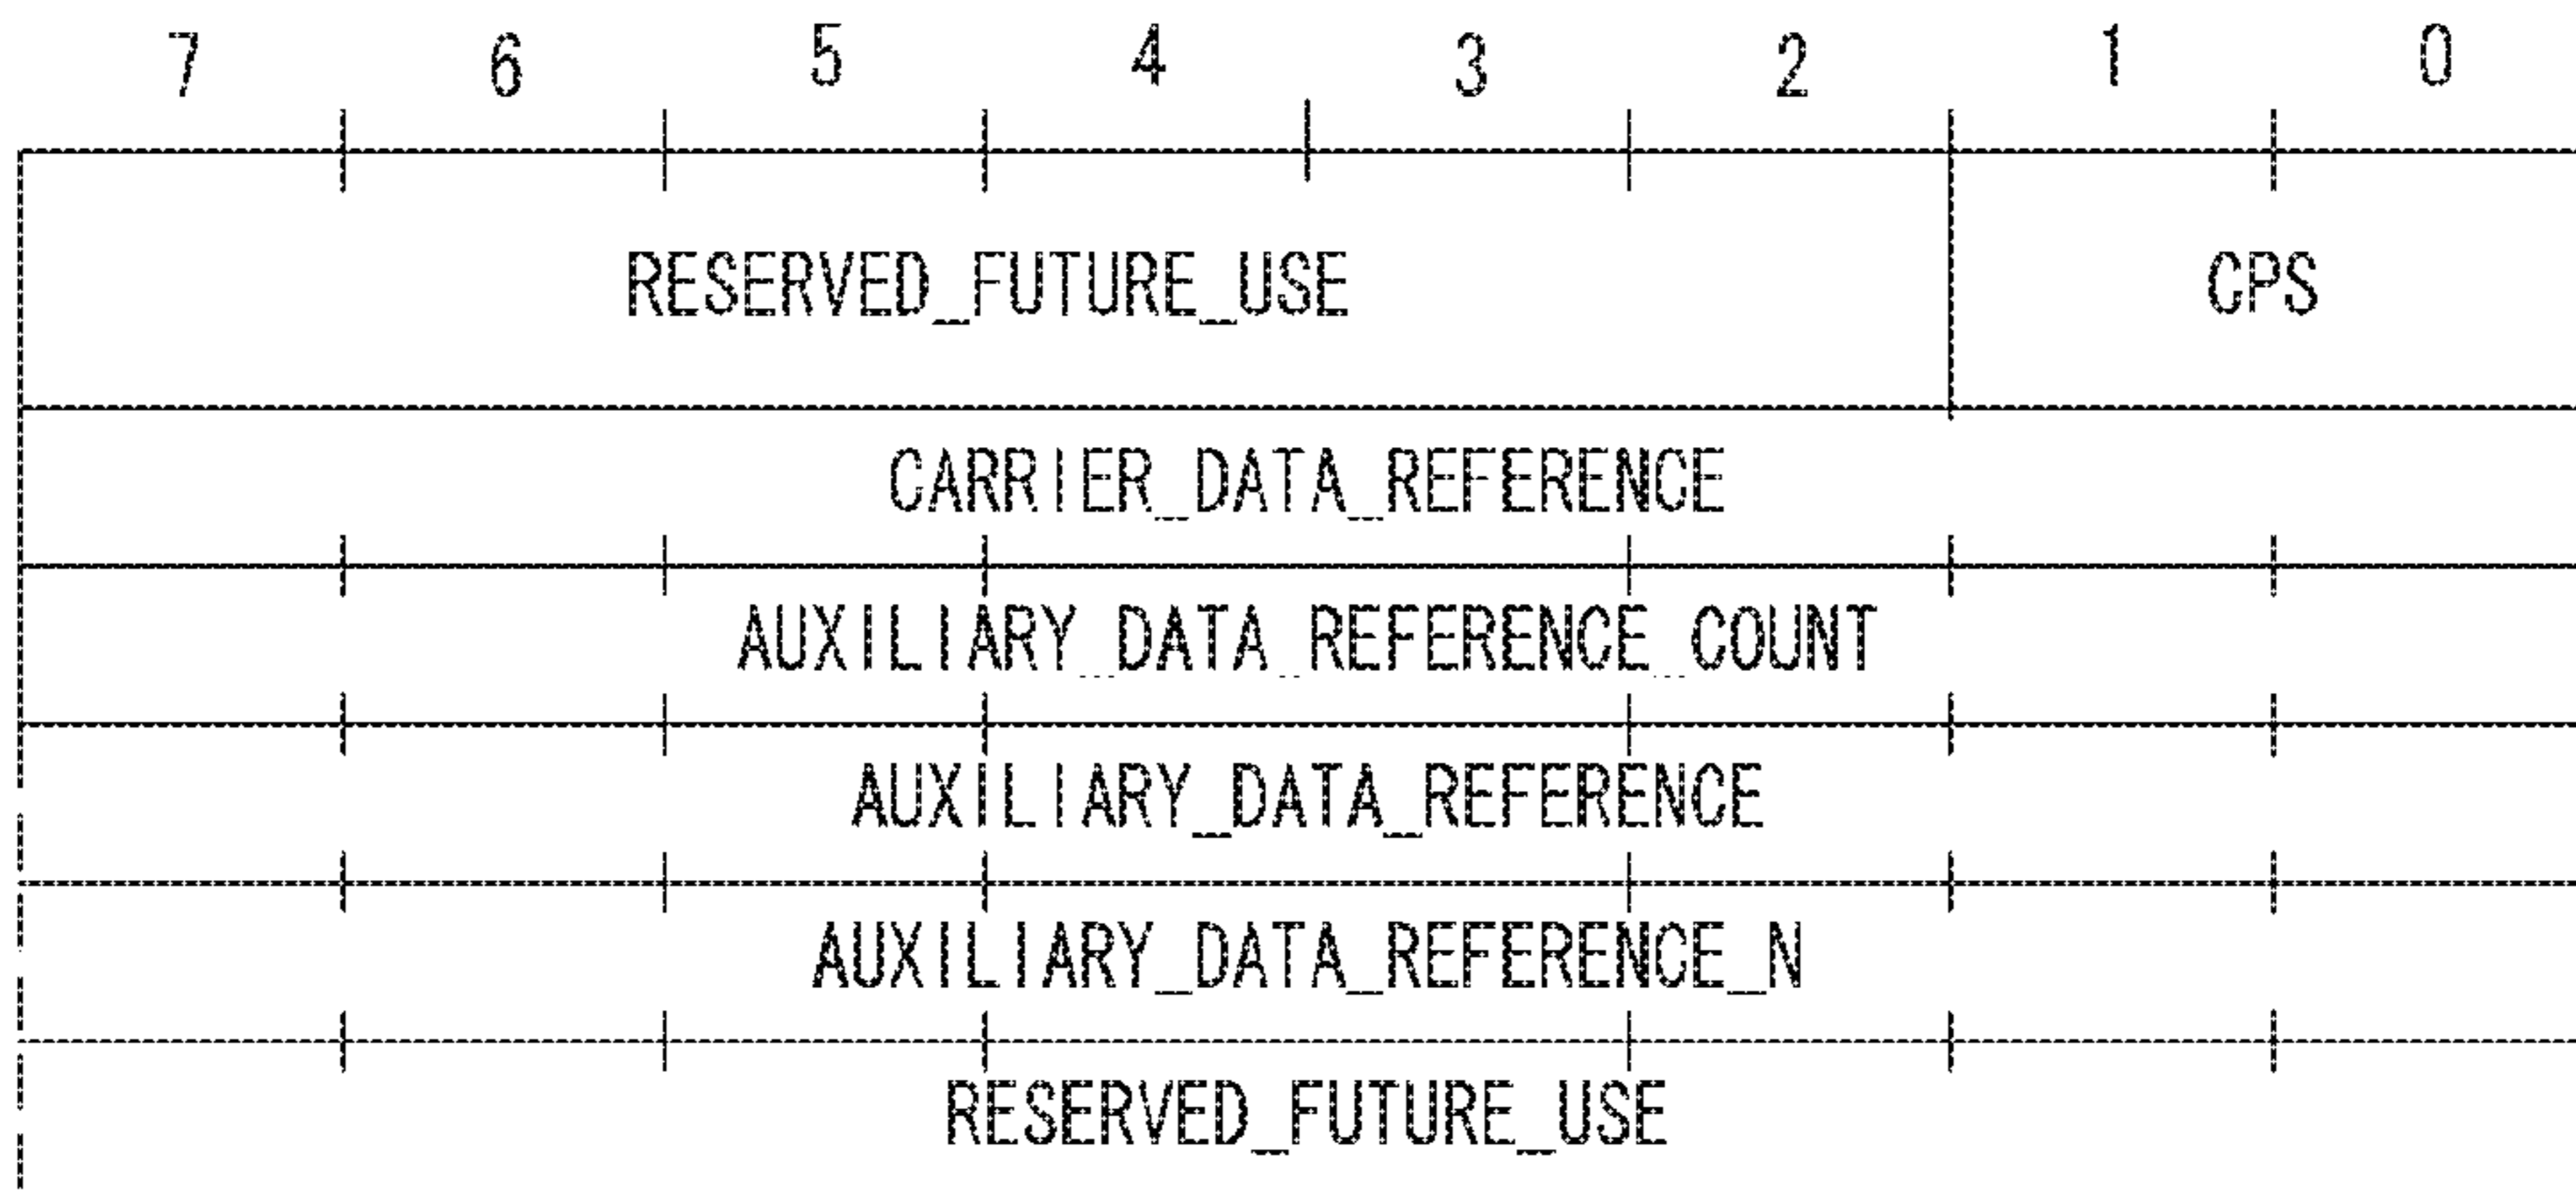 7 6 5 4 3 2 1 0
RESERVED_FUTURE_USE CPS
CARRIER_DATA_REFERENCE
AUXILIARY_DATA_REFERENCE_COUNT
AUXILIARY_DATA_REFERENCE
AUXILIARY_DATA_REFERENCE_N
RESERVED_FUTURE_USE